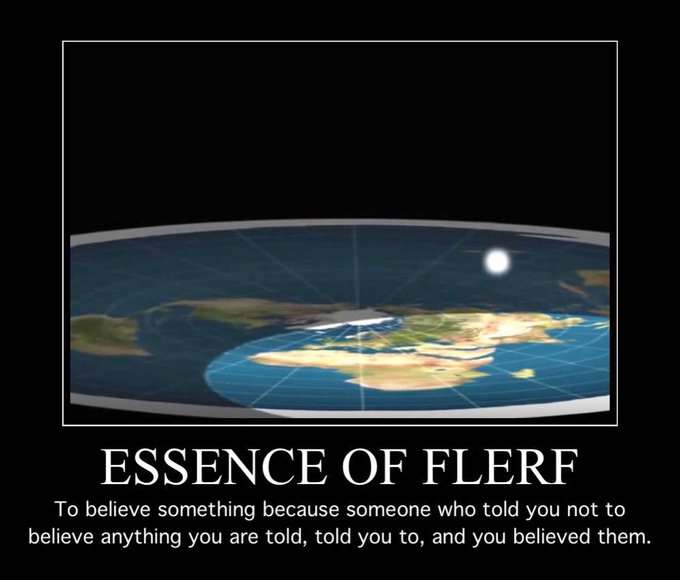 ESSENCE OF FLERF
To believe something because someone who told you not to
believe anything you are told, told you to, and you believed them.